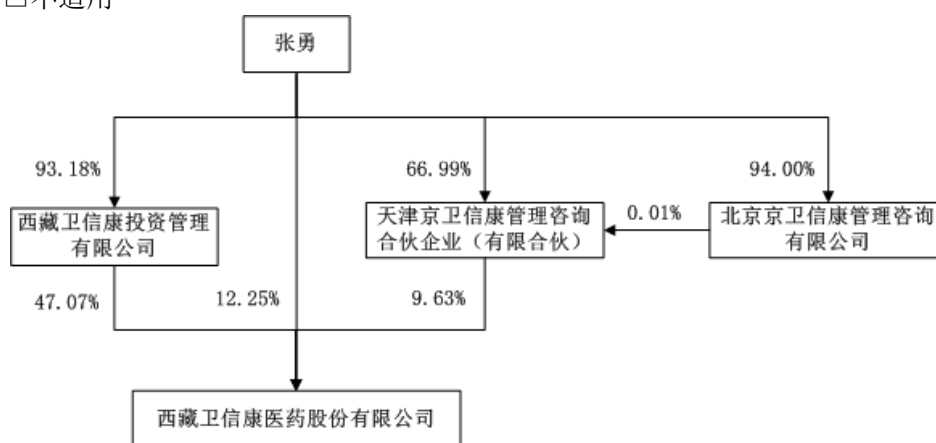 □不适用
张勇
93.18%
66.99%
94.00%
西藏卫信康投资管理
有限公司
天津京卫信康管理咨询
合伙企业（有限合伙）
0.01%
北京京卫信康管理咨询
有限公司
47.07%
12.25%
9.63%
西藏卫信康医药股份有限公司